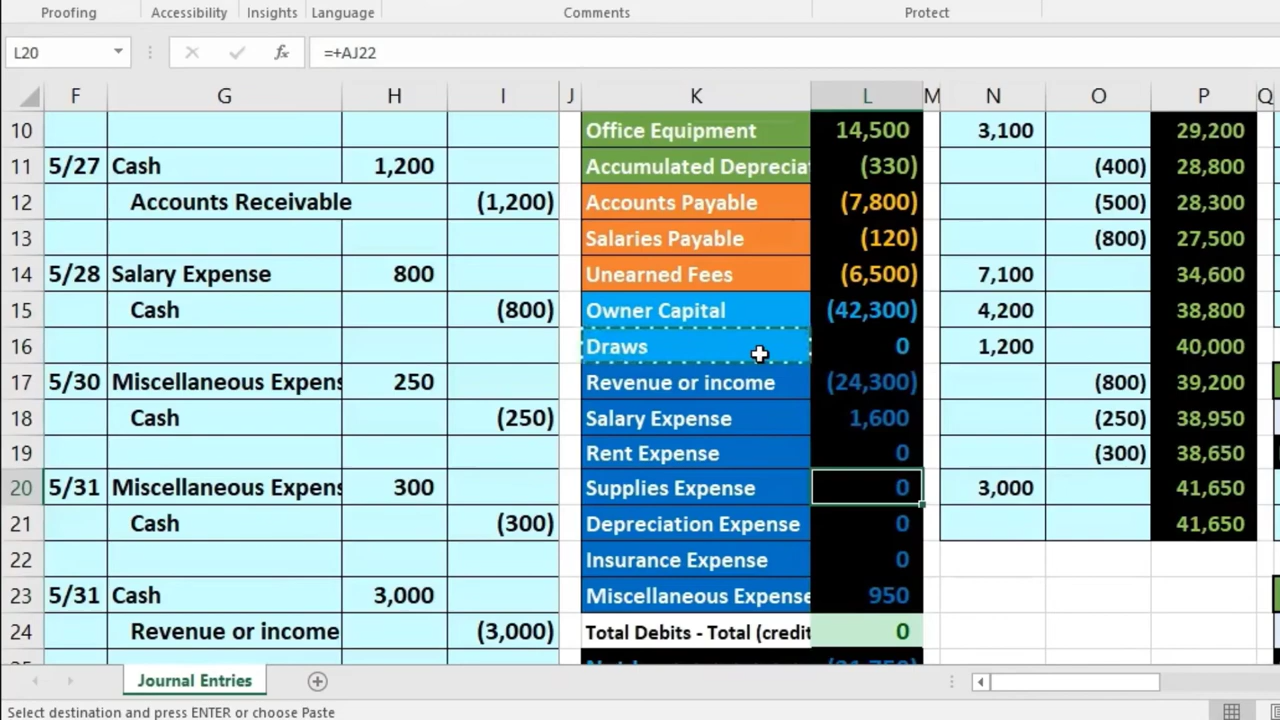 Proofing Accessibility Insights Language Comments Protect
L20 fx =+AJ22
F G H I J K L M N O P Q
10 Office Equipment 14,500 3,100 29,200
11 5/27 Cash 1,200 Accumulated Deprecia (330) (400) 28,800
12 Accounts Receivable (1,200) Accounts Payable (7,800) (500) 28,300
13 Salaries Payable (120) (800) 27,500
14 5/28 Salary Expense 800 Unearned Fees (6,500) 7,100 34,600
15 Cash (800) Owner Capital (42,300) 4,200 38,800
16 Draws 0 1,200 40,000
17 5/30 Miscellaneous Expens 250 Revenue or income (24,300) (800) 39,200
18 Cash (250) Salary Expense 1,600 (250) 38,950
19 Rent Expense 0 (300) 38,650
20 5/31 Miscellaneous Expens 300 Supplies Expense 0 3,000 41,650
21 Cash (300) Depreciation Expense 0 41,650
22 Insurance Expense 0
23 5/31 Cash 3,000 Miscellaneous Expense 950
24 Revenue or income (3,000) Total Debits - Total (credit 0
Journal Entries
Select destination and press ENTER or choose Paste